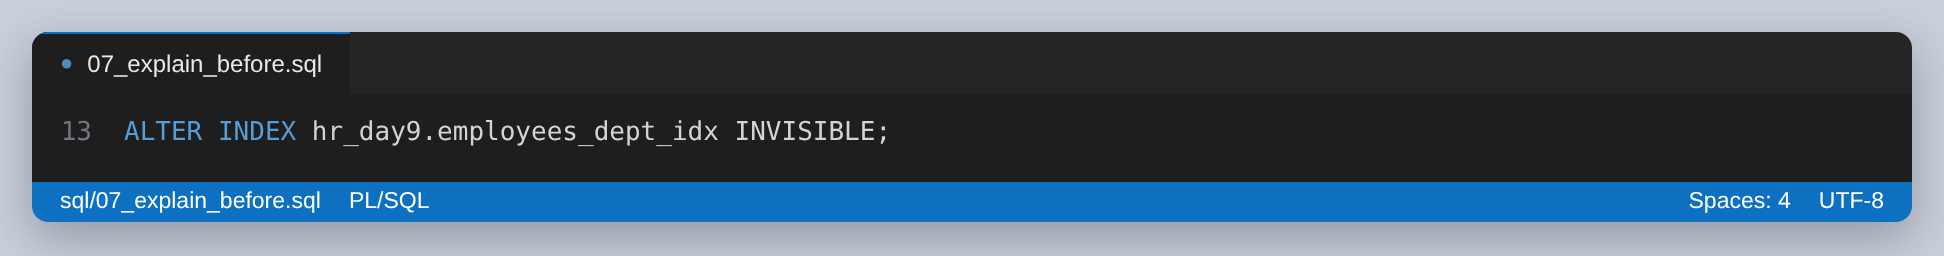 07_explain_before.sql
13 ALTER INDEX hr_day9.employees_dept_idx INVISIBLE;
sql/07_explain_before.sql PL/SQL Spaces: 4 UTF-8